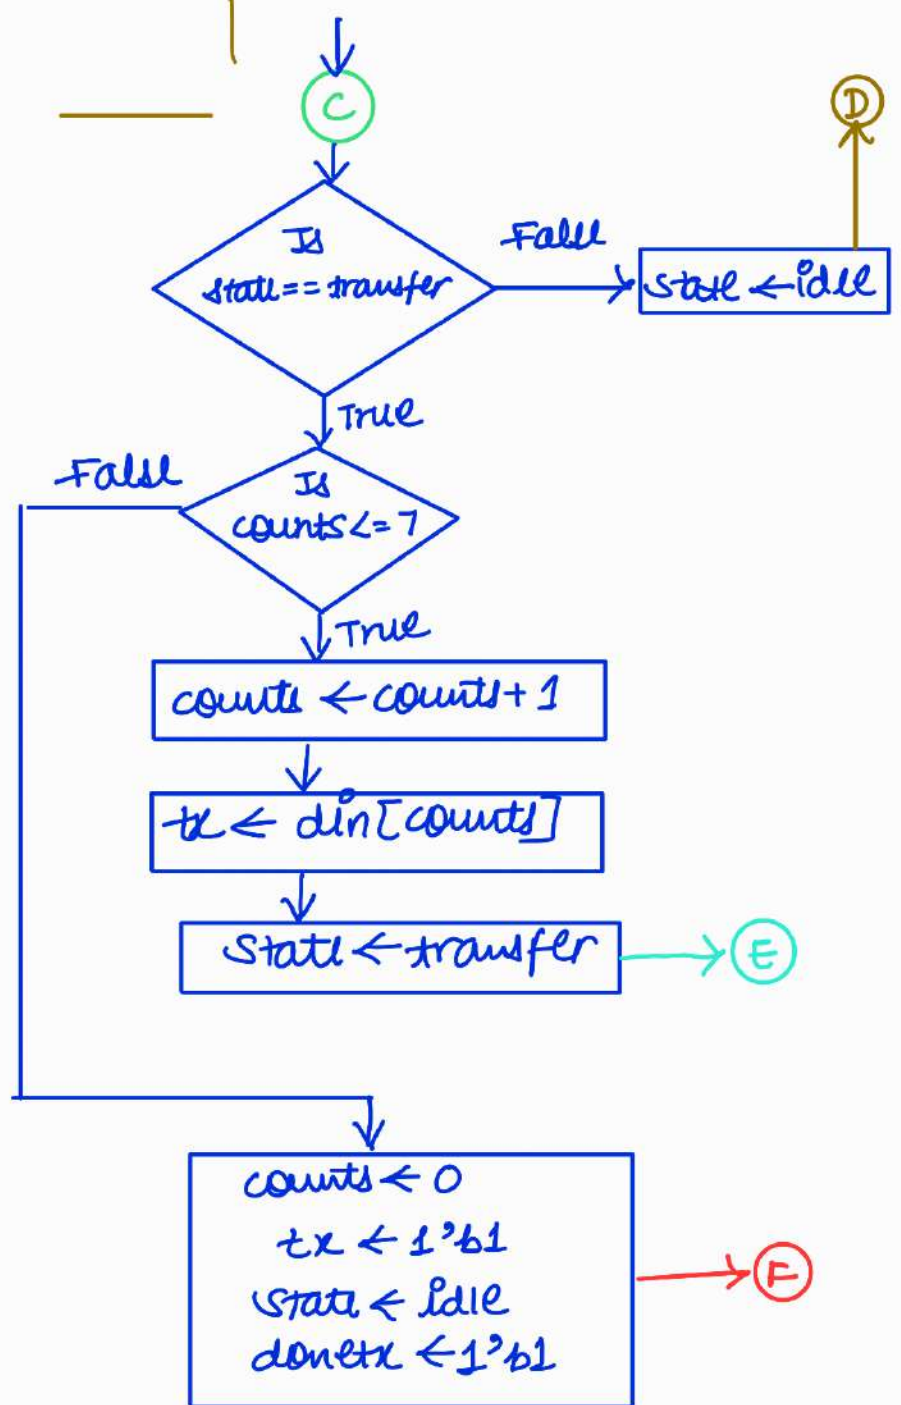 C
D
Is
state==transfer
False
state ← idle
True
False
Is
counts<=7
True
counts ← counts+1
tx ← din[counts]
state ← transfer
E
counts ← 0
tx ← 1'b1
state ← idle
donetx ← 1'b1
F